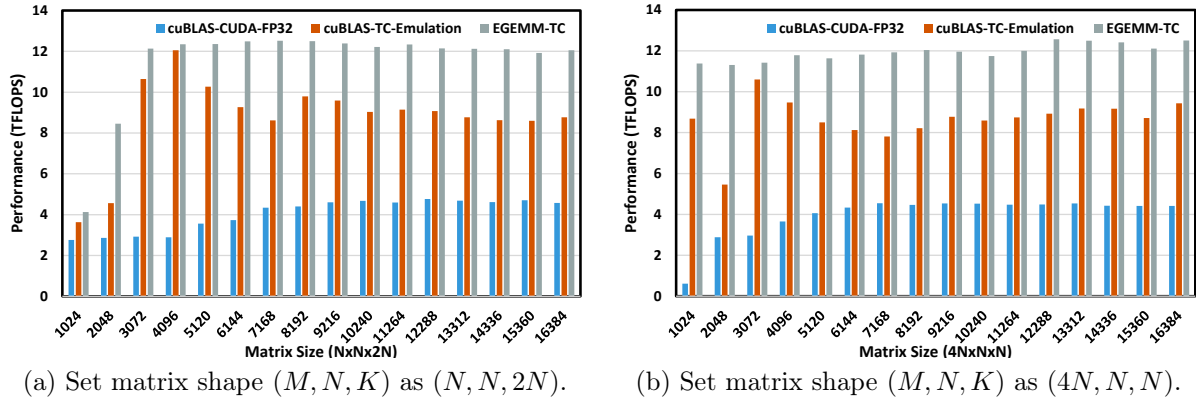 14
12
10
8
6
4
2
0
Performance (TFLOPS)
cuBLAS-CUDA-FP32 cuBLAS-TC-Emulation EGEMM-TC
1024 2048 3072 4096 5120 6144 7168 8192 9216 10240 11264 12288 13312 14336 15360 16384
Matrix Size (NxNx2N)
(a) Set matrix shape (M, N, K) as (N, N, 2N).
14
12
10
8
6
4
2
0
Performance (TFLOPS)
cuBLAS-CUDA-FP32 cuBLAS-TC-Emulation EGEMM-TC
1024 2048 3072 4096 5120 6144 7168 8192 9216 10240 11264 12288 13312 14336 15360 16384
Matrix Size (4NxNxN)
(b) Set matrix shape (M, N, K) as (4N, N, N).